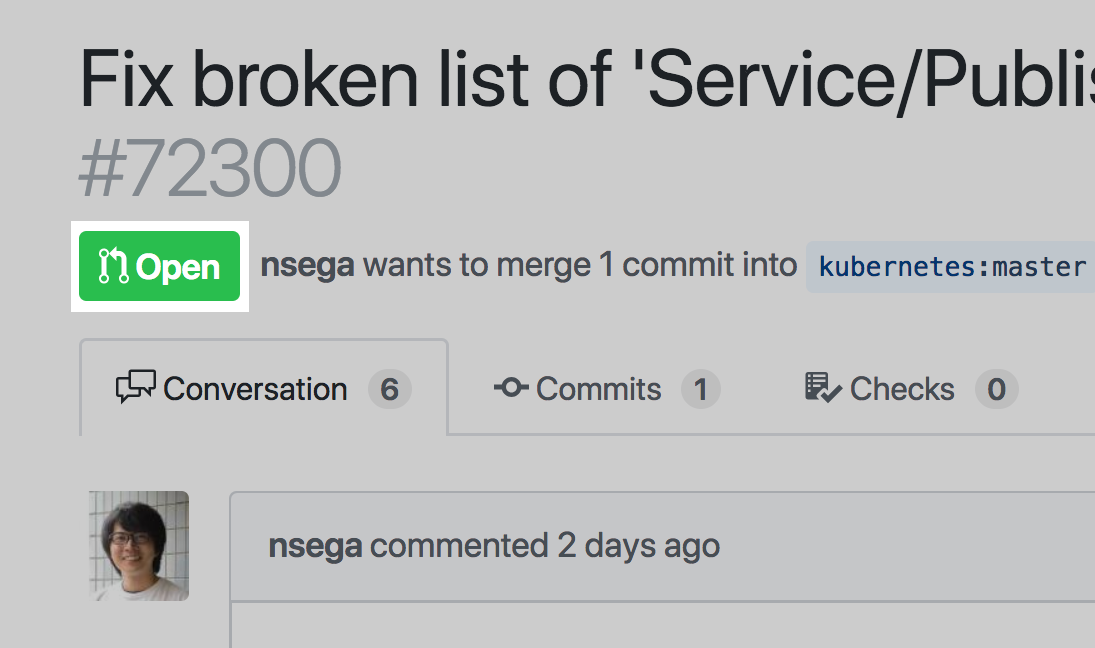 Fix broken list of 'Service/Publis
#72300
Open nsega wants to merge 1 commit into kubernetes:master
Conversation 6 Commits 1 Checks 0
nsega commented 2 days ago